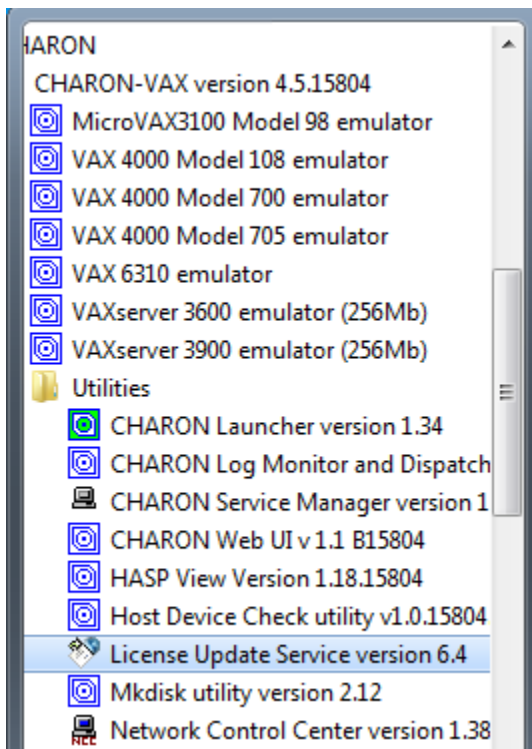 HARON
CHARON-VAX version 4.5.15804
MicroVAX3100 Model 98 emulator
VAX 4000 Model 108 emulator
VAX 4000 Model 700 emulator
VAX 4000 Model 705 emulator
VAX 6310 emulator
VAXserver 3600 emulator (256Mb)
VAXserver 3900 emulator (256Mb)
Utilities
CHARON Launcher version 1.34
CHARON Log Monitor and Dispatch
CHARON Service Manager version 1
CHARON Web UI v 1.1 B15804
HASP View Version 1.18.15804
Host Device Check utility v1.0.15804
License Update Service version 6.4
Mkdisk utility version 2.12
NCC Network Control Center version 1.38